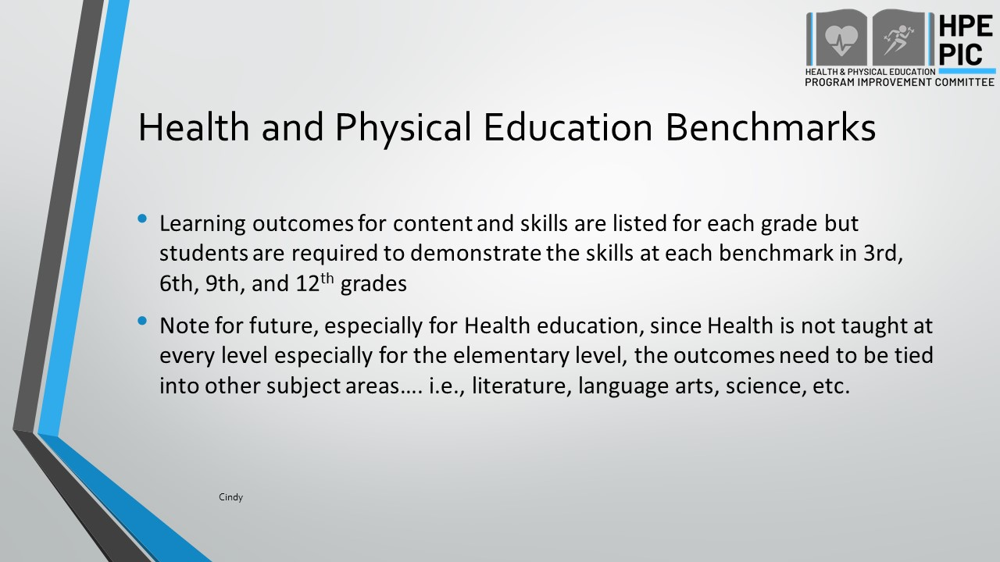 HPE
PIC
HEALTH & PHYSICAL EDUCATION
PROGRAM IMPROVEMENT COMMITTEE
Health and Physical Education Benchmarks
• Learning outcomes for content and skills are listed for each grade but
students are required to demonstrate the skills at each benchmark in 3rd,
6th, 9th, and 12th grades
• Note for future, especially for Health education, since Health is not taught at
every level especially for the elementary level, the outcomes need to be tied
into other subject areas…. i.e., literature, language arts, science, etc.
Cindy